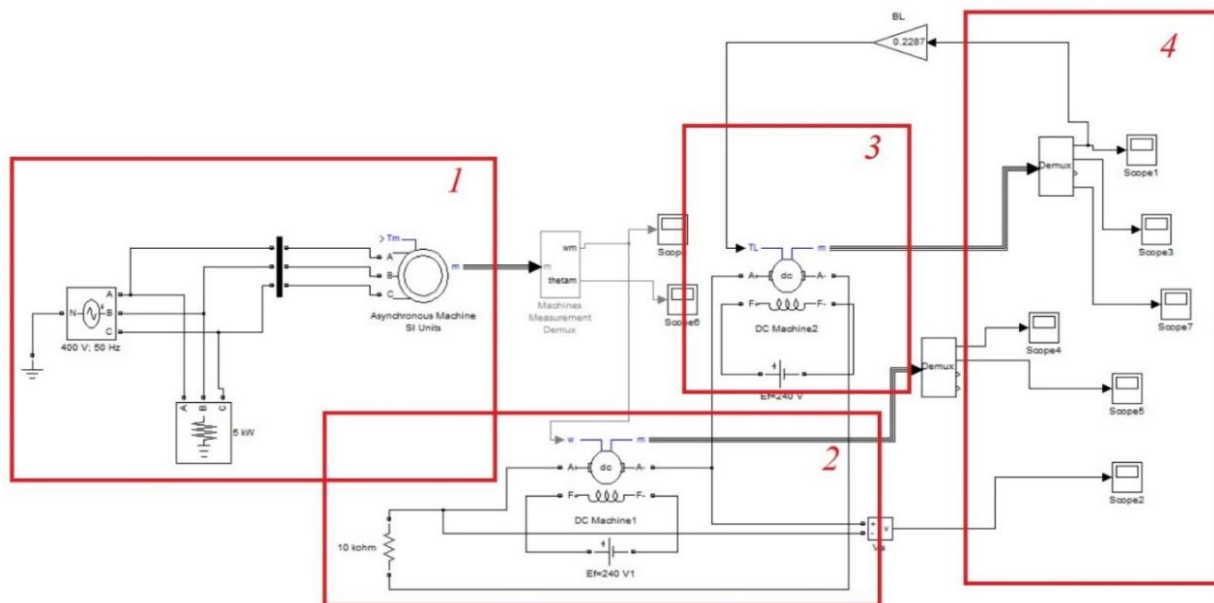 BL
0.2287
4
1
3
Demux
Scope1
Tm
A
B
C
m
Asynchronous Machine
SI Units
N
A
B
C
400 V; 50 Hz
A
B
C
5 kW
m
wm
thetam
Machines
Measurement
Demux
Scope6
Scope3
TL
m
A+
dc
A-
F+
F-
DC Machine2
Ef=240 V
Scope7
Scope4
Demux
Scope5
2
w
m
A+
dc
A-
F+
F-
DC Machine1
Ef=240 V1
10 kohm
+
-
v
Scope2